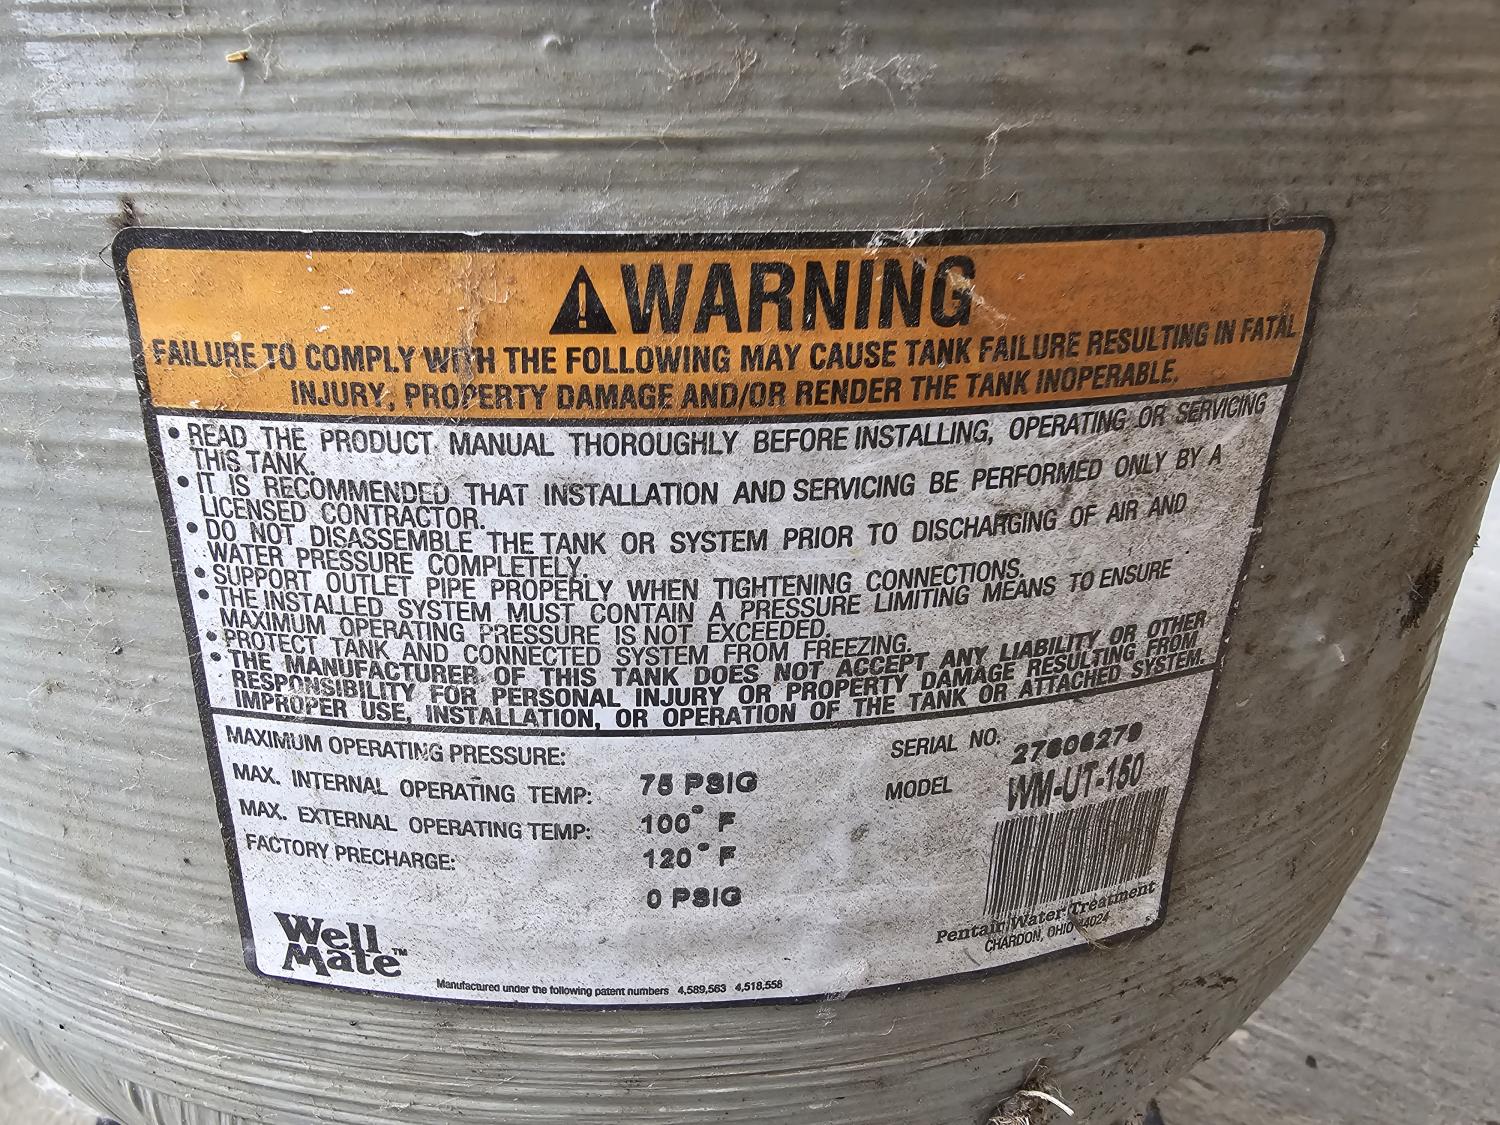 WARNING
FAILURE TO COMPLY WITH THE FOLLOWING MAY CAUSE TANK FAILURE RESULTING IN FATAL
INJURY, PROPERTY DAMAGE AND/OR RENDER THE TANK INOPERABLE.
• READ THE PRODUCT MANUAL THOROUGHLY BEFORE INSTALLING, OPERATING OR SERVICING
THIS TANK.
• IT IS RECOMMENDED THAT INSTALLATION AND SERVICING BE PERFORMED ONLY BY A
LICENSED CONTRACTOR.
• DO NOT DISASSEMBLE THE TANK OR SYSTEM PRIOR TO DISCHARGING OF AIR AND
WATER PRESSURE COMPLETELY.
• SUPPORT OUTLET PIPE PROPERLY WHEN TIGHTENING CONNECTIONS.
• THE INSTALLED SYSTEM MUST CONTAIN A PRESSURE LIMITING MEANS TO ENSURE
MAXIMUM OPERATING PRESSURE IS NOT EXCEEDED.
• PROTECT TANK AND CONNECTED SYSTEM FROM FREEZING.
• THE MANUFACTURER OF THIS TANK DOES NOT ACCEPT ANY LIABILITY OR OTHER
RESPONSIBILITY FOR PERSONAL INJURY OR PROPERTY DAMAGE RESULTING FROM
IMPROPER USE, INSTALLATION, OR OPERATION OF THE TANK OR ATTACHED SYSTEM.
MAXIMUM OPERATING PRESSURE: 75 PSIG
MAX. INTERNAL OPERATING TEMP: 100° F
MAX. EXTERNAL OPERATING TEMP: 120° F
FACTORY PRECHARGE: 0 PSIG
SERIAL NO.
MODEL WM-UT-150
Pentair Water Treatment
CHARDON, OHIO 44024
Well
Mate™
Manufactured under the following patent numbers 4,589,563 4,518,558